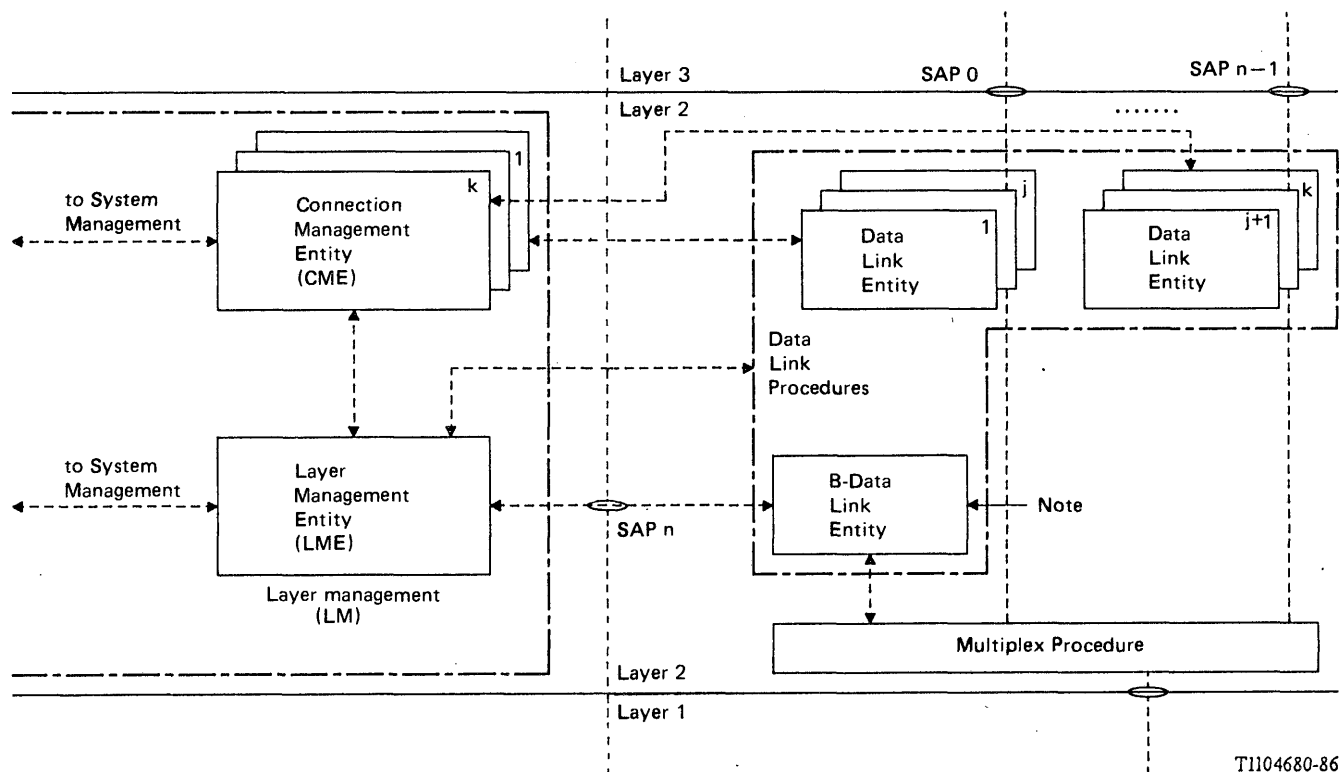 Layer 3
SAP 0
SAP n−1
Layer 2
.......
1
k
Connection
Management
Entity
(CME)
to System
Management
j
1
Data
Link
Entity
k
j+1
Data
Link
Entity
Data
Link
Procedures
to System
Management
Layer
Management
Entity
(LME)
SAP n
B-Data
Link
Entity
Note
Layer management
(LM)
Multiplex Procedure
Layer 2
Layer 1
T1104680-86